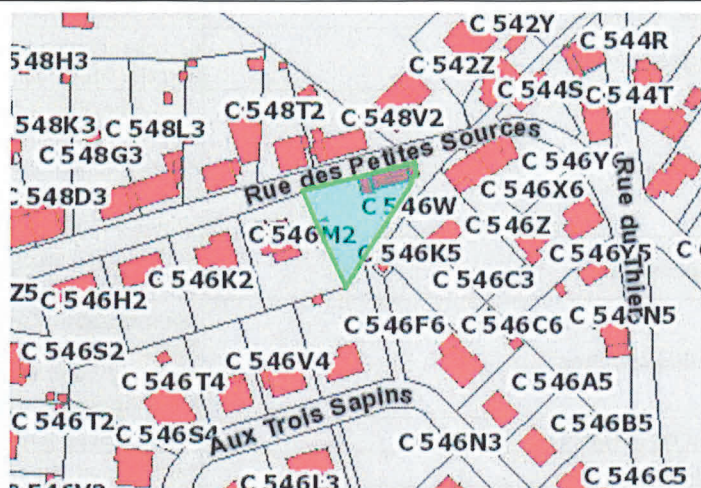 C 542Y
C 544R
548H3
C 542Z
C 544S
C 544T
C 548T2
C 548V2
548K3
C 548L3
C 548G3
Rue des Petites Sources
C 546Y6
Rue du Thier
C 548D3
C 546X6
C 546W
C 546Z
C 546M2
C 546K5
C 546Y5
C 546K2
C 546C3
Z5
C 546H2
C 546F6
C 546C6
C 546N5
C 546S2
C 546V4
C 546T4
C 546A5
Aux Trois Sapins
C 546T2
C 546S4
C 546N3
C 546B5
C 546L3
C 546C5